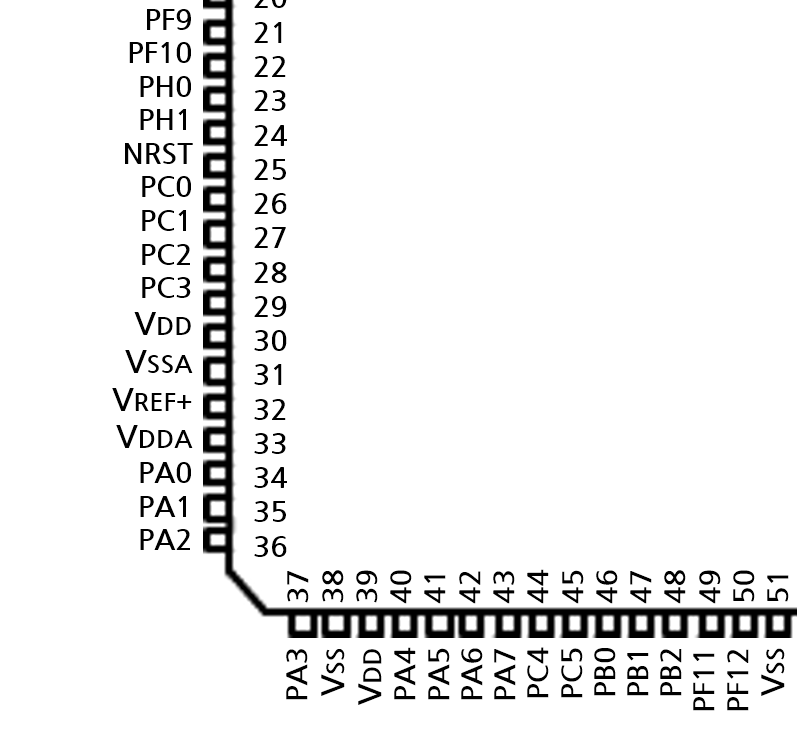 20
PF9 21
PF10 22
PH0 23
PH1 24
NRST 25
PC0 26
PC1 27
PC2 28
PC3 29
VDD 30
VSSA 31
VREF+ 32
VDDA 33
PA0 34
PA1 35
PA2 36
37 38 39 40 41 42 43 44 45 46 47 48 49 50 51
PA3 VSS VDD PA4 PA5 PA6 PA7 PC4 PC5 PB0 PB1 PB2 PF11 PF12 VSS